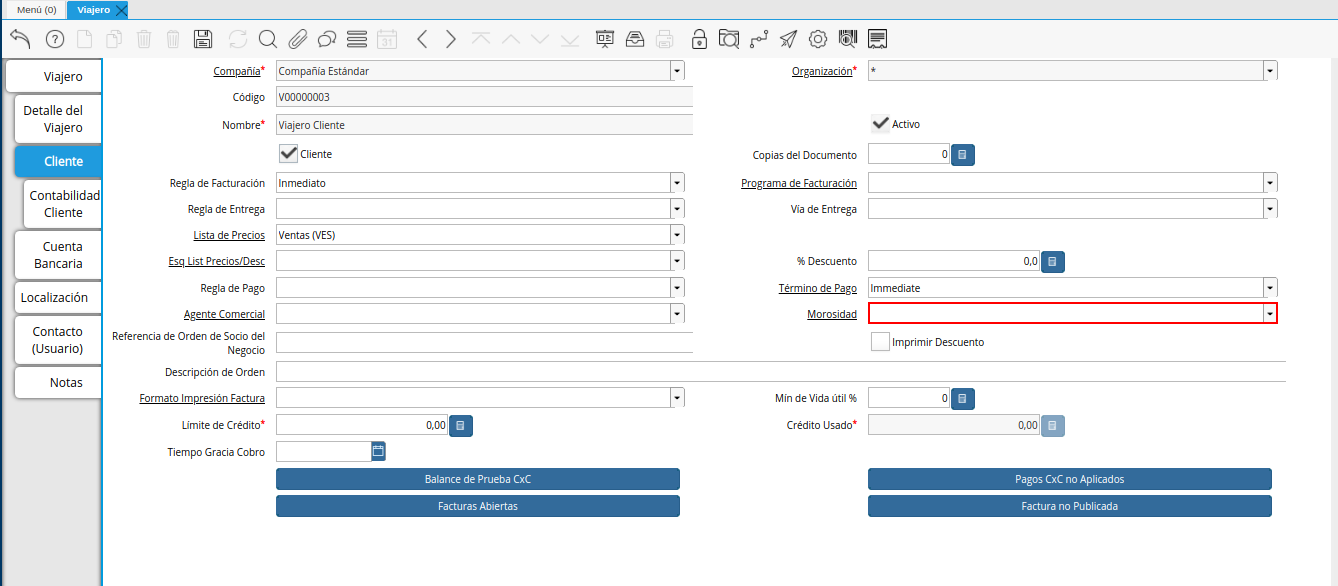 Menú (0)
Viajero
31
Viajero
Detalle del
Viajero
Cliente
Contabilidad
Cliente
Cuenta
Bancaria
Localización
Contacto
(Usuario)
Notas
Compañía* Compañía Estándar Organización* *
Código V00000003
Nombre* Viajero Cliente Activo
Cliente Copias del Documento 0
Regla de Facturación Inmediato Programa de Facturación
Regla de Entrega Vía de Entrega
Lista de Precios Ventas (VES)
Esq List Precios/Desc % Descuento 0,0
Regla de Pago Término de Pago Immediate
Agente Comercial Morosidad
Referencia de Orden de Socio del
Negocio Imprimir Descuento
Descripción de Orden
Formato Impresión Factura Mín de Vida útil % 0
Límite de Crédito* 0,00 Crédito Usado* 0,00
Tiempo Gracia Cobro
Balance de Prueba CxC Pagos CxC no Aplicados
Facturas Abiertas Factura no Publicada